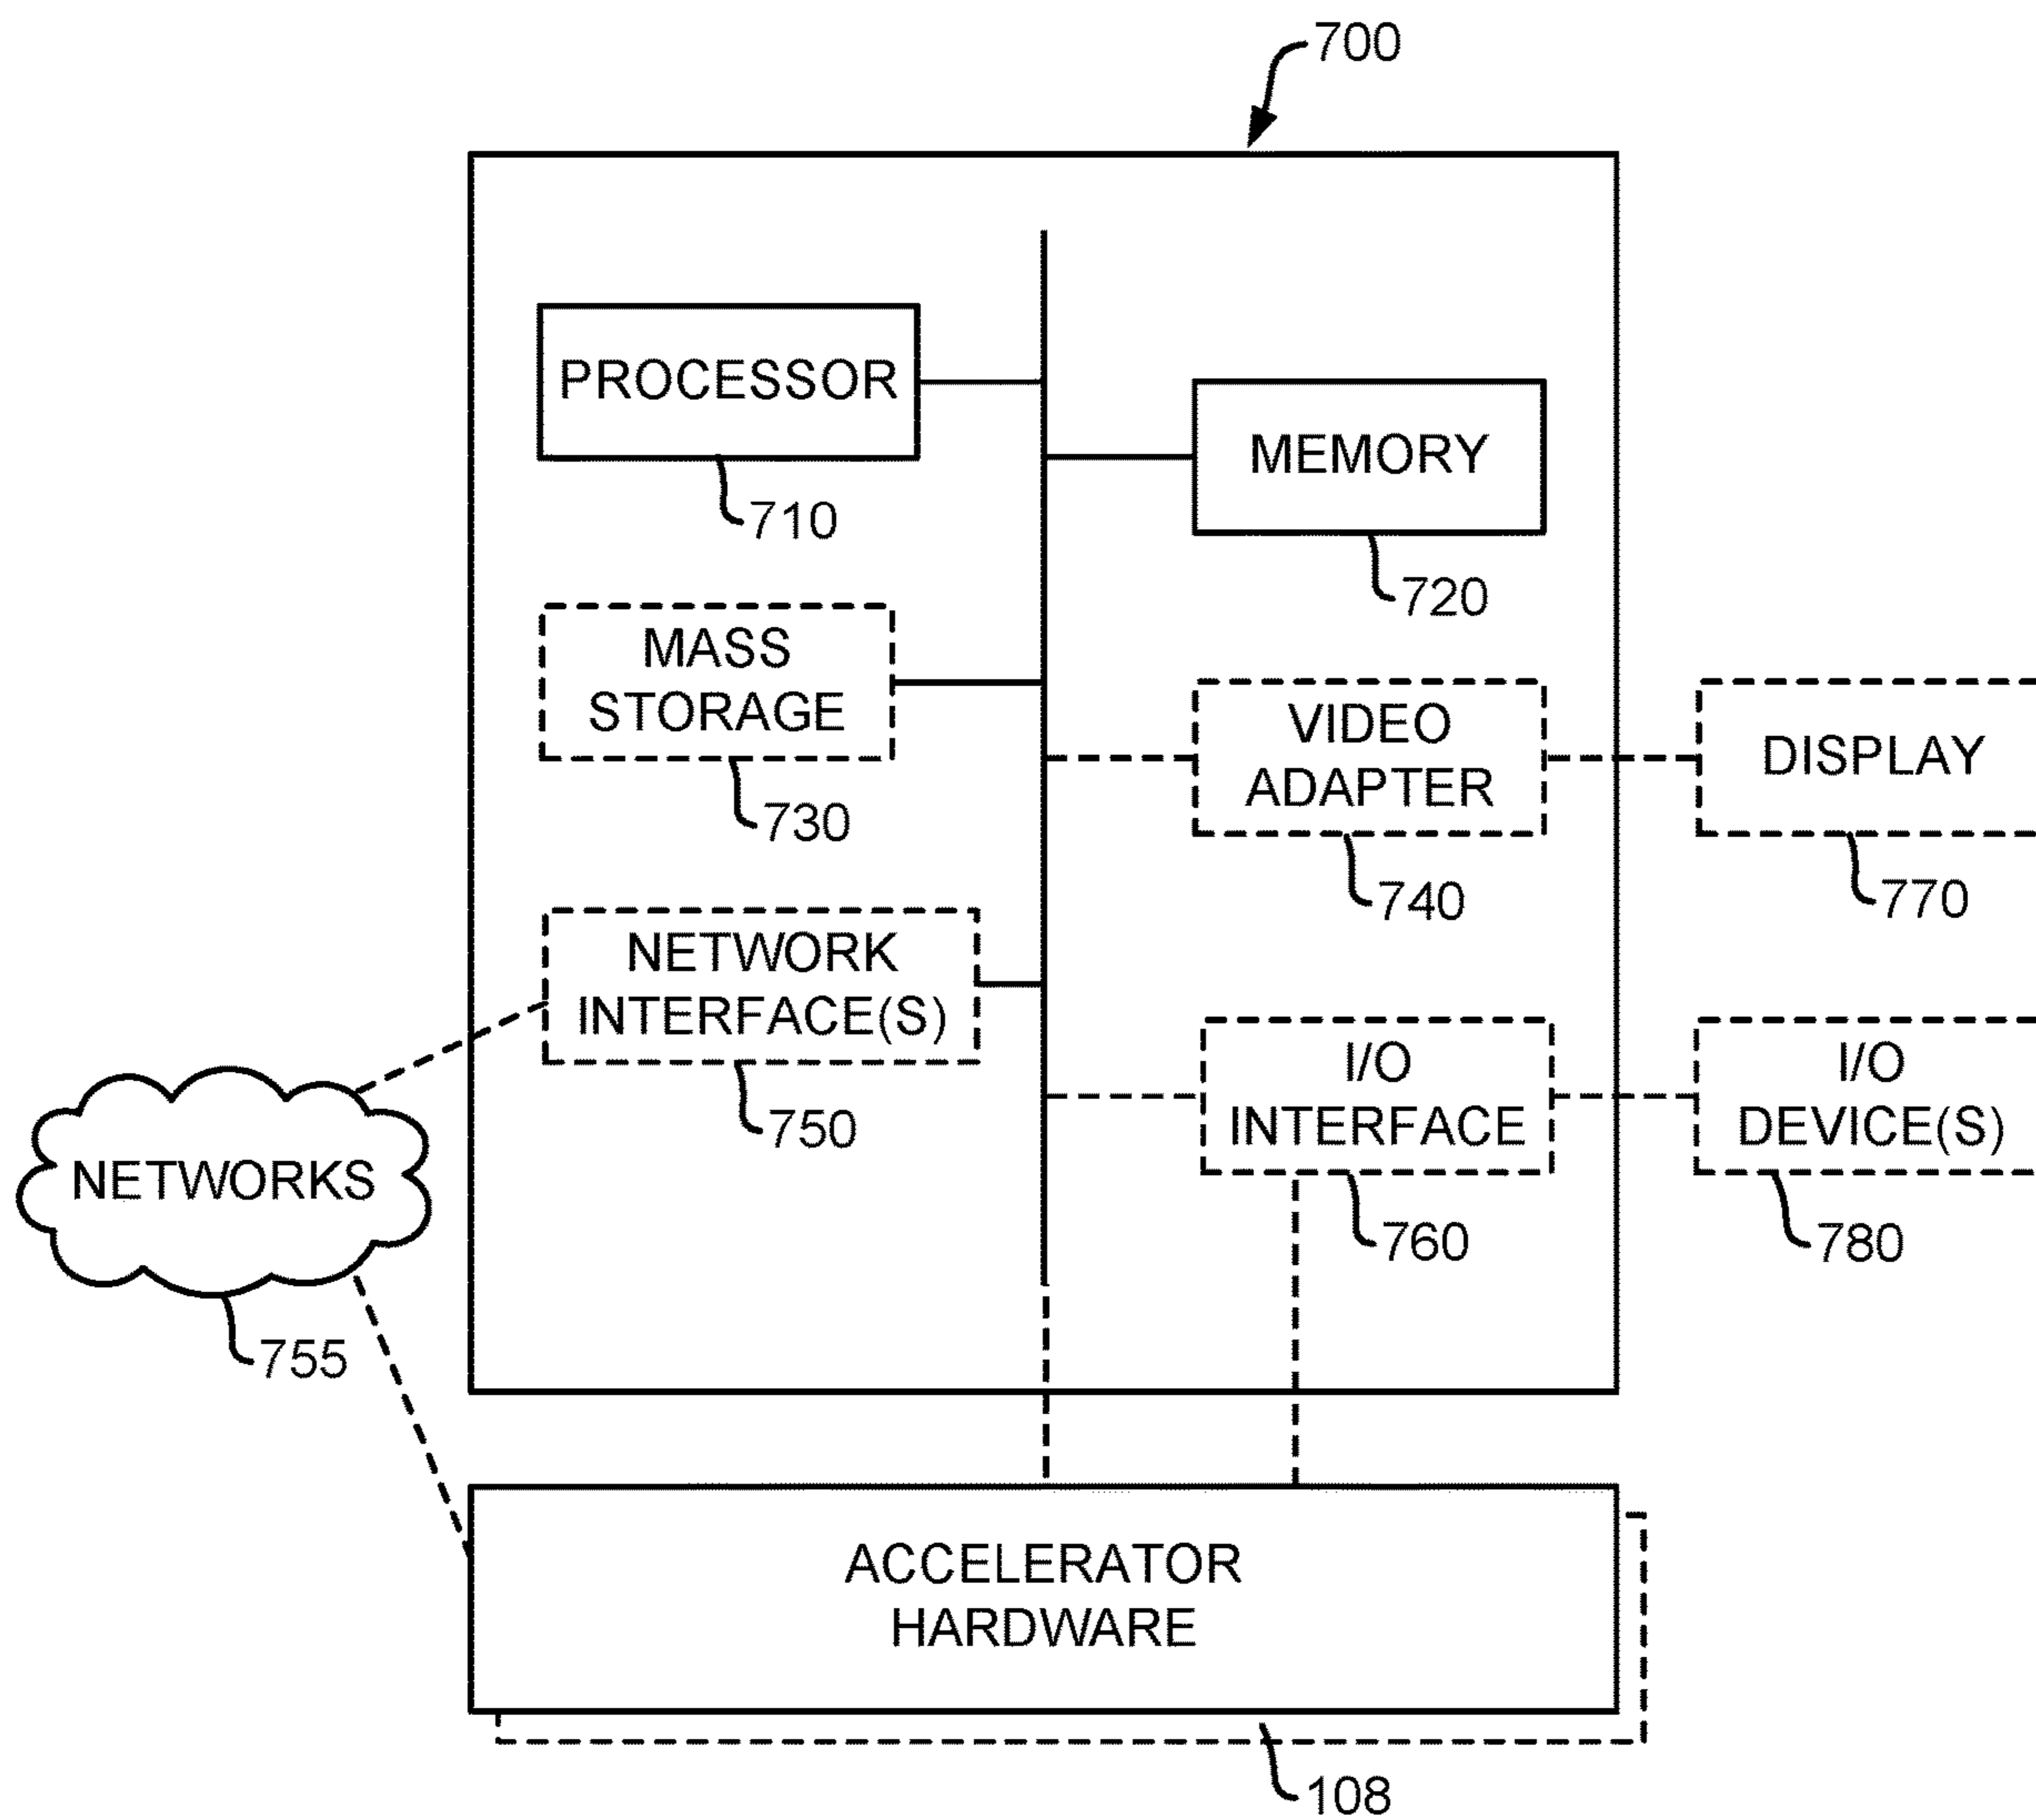 700
PROCESSOR
710
MEMORY
720
MASS
STORAGE
730
VIDEO
ADAPTER
740
DISPLAY
770
NETWORK
INTERFACE(S)
750
I/O
INTERFACE
760
I/O
DEVICE(S)
780
NETWORKS
755
ACCELERATOR
HARDWARE
108